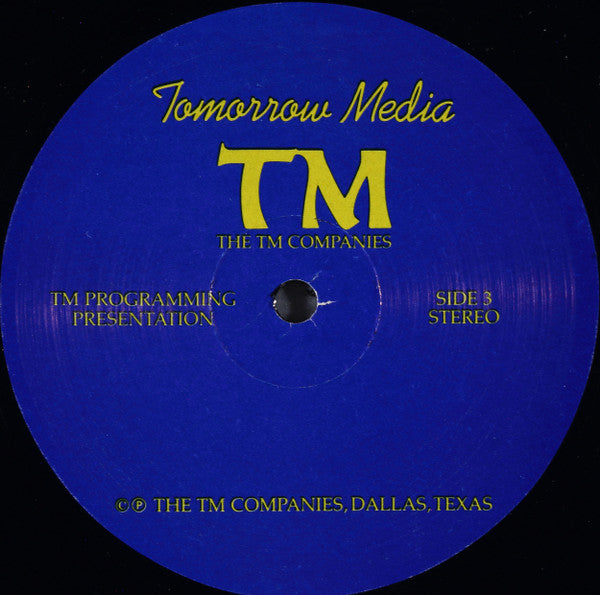 Tomorrow Media
TM
THE TM COMPANIES
TM PROGRAMMING
PRESENTATION
SIDE 3
STEREO
© ℗ THE TM COMPANIES, DALLAS, TEXAS